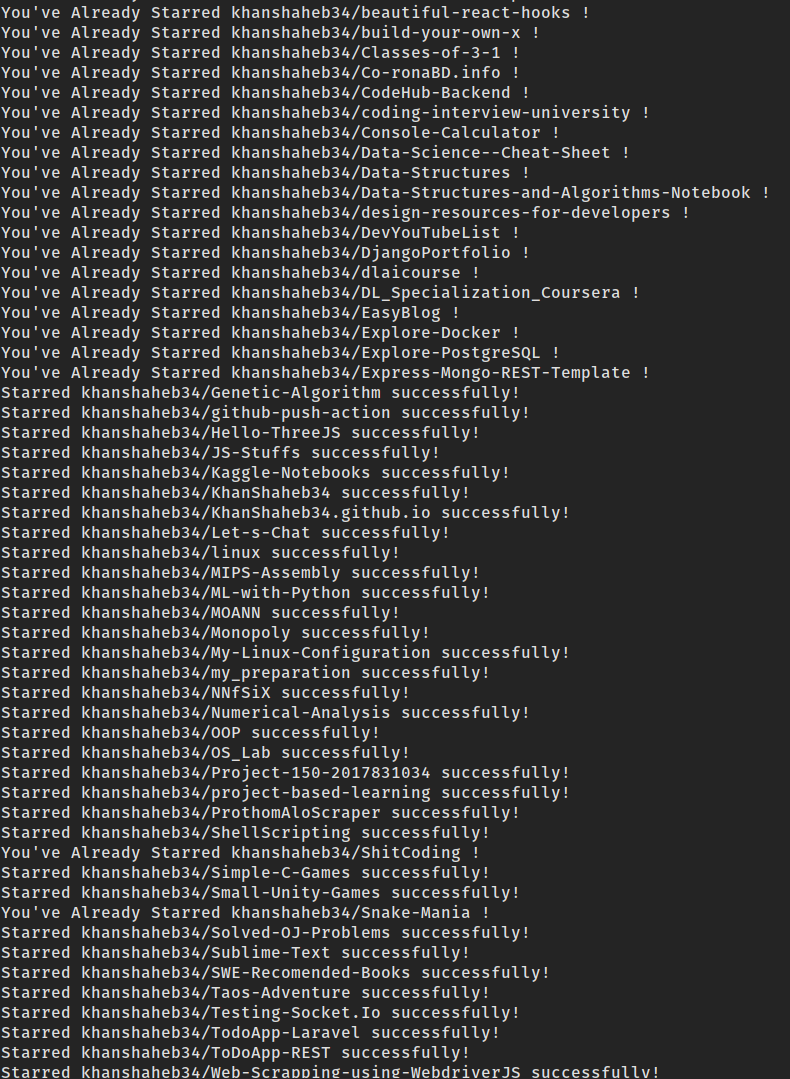 You've Already Starred khanshaheb34/beautiful-react-hooks !
You've Already Starred khanshaheb34/build-your-own-x !
You've Already Starred khanshaheb34/Classes-of-3-1 !
You've Already Starred khanshaheb34/Co-ronaBD.info !
You've Already Starred khanshaheb34/CodeHub-Backend !
You've Already Starred khanshaheb34/coding-interview-university !
You've Already Starred khanshaheb34/Console-Calculator !
You've Already Starred khanshaheb34/Data-Science--Cheat-Sheet !
You've Already Starred khanshaheb34/Data-Structures !
You've Already Starred khanshaheb34/Data-Structures-and-Algorithms-Notebook !
You've Already Starred khanshaheb34/design-resources-for-developers !
You've Already Starred khanshaheb34/DevYouTubeList !
You've Already Starred khanshaheb34/DjangoPortfolio !
You've Already Starred khanshaheb34/dlaicourse !
You've Already Starred khanshaheb34/DL_Specialization_Coursera !
You've Already Starred khanshaheb34/EasyBlog !
You've Already Starred khanshaheb34/Explore-Docker !
You've Already Starred khanshaheb34/Explore-PostgreSQL !
You've Already Starred khanshaheb34/Express-Mongo-REST-Template !
Starred khanshaheb34/Genetic-Algorithm successfully!
Starred khanshaheb34/github-push-action successfully!
Starred khanshaheb34/Hello-ThreeJS successfully!
Starred khanshaheb34/JS-Stuffs successfully!
Starred khanshaheb34/Kaggle-Notebooks successfully!
Starred khanshaheb34/KhanShaheb34 successfully!
Starred khanshaheb34/KhanShaheb34.github.io successfully!
Starred khanshaheb34/Let-s-Chat successfully!
Starred khanshaheb34/linux successfully!
Starred khanshaheb34/MIPS-Assembly successfully!
Starred khanshaheb34/ML-with-Python successfully!
Starred khanshaheb34/MOANN successfully!
Starred khanshaheb34/Monopoly successfully!
Starred khanshaheb34/My-Linux-Configuration successfully!
Starred khanshaheb34/my_preparation successfully!
Starred khanshaheb34/NNfSiX successfully!
Starred khanshaheb34/Numerical-Analysis successfully!
Starred khanshaheb34/OOP successfully!
Starred khanshaheb34/OS_Lab successfully!
Starred khanshaheb34/Project-150-2017831034 successfully!
Starred khanshaheb34/project-based-learning successfully!
Starred khanshaheb34/ProthomAloScraper successfully!
Starred khanshaheb34/ShellScripting successfully!
You've Already Starred khanshaheb34/ShitCoding !
Starred khanshaheb34/Simple-C-Games successfully!
Starred khanshaheb34/Small-Unity-Games successfully!
You've Already Starred khanshaheb34/Snake-Mania !
Starred khanshaheb34/Solved-OJ-Problems successfully!
Starred khanshaheb34/Sublime-Text successfully!
Starred khanshaheb34/SWE-Recomended-Books successfully!
Starred khanshaheb34/Taos-Adventure successfully!
Starred khanshaheb34/Testing-Socket.Io successfully!
Starred khanshaheb34/TodoApp-Laravel successfully!
Starred khanshaheb34/ToDoApp-REST successfully!
Starred khanshaheb34/Web-Scrapping-using-WebdriverJS successfully!